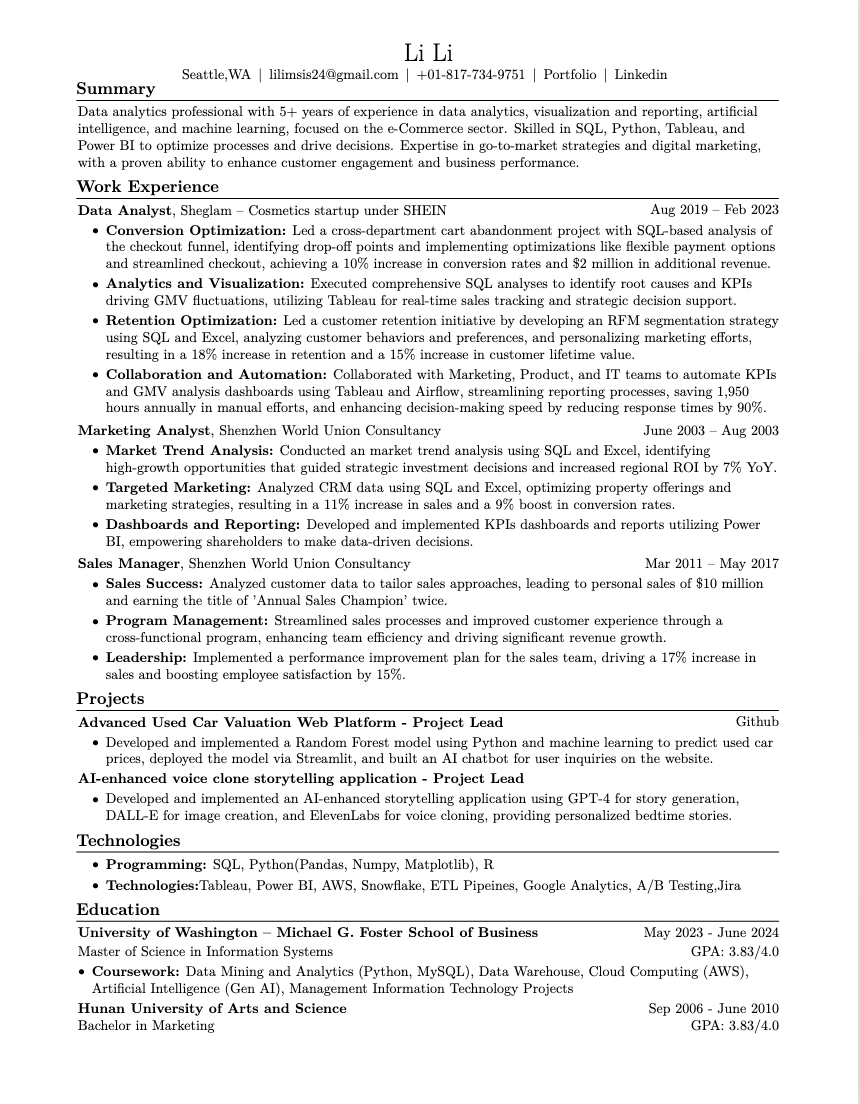 Li Li
Seattle,WA | lilimsis24@gmail.com | +01-817-734-9751 | Portfolio | Linkedin
Summary
Data analytics professional with 5+ years of experience in data analytics, visualization and reporting, artificial
intelligence, and machine learning, focused on the e-Commerce sector. Skilled in SQL, Python, Tableau, and
Power BI to optimize processes and drive decisions. Expertise in go-to-market strategies and digital marketing,
with a proven ability to enhance customer engagement and business performance.
Work Experience
Data Analyst, Sheglam – Cosmetics startup under SHEIN Aug 2019 – Feb 2023
• Conversion Optimization: Led a cross-department cart abandonment project with SQL-based analysis of
the checkout funnel, identifying drop-off points and implementing optimizations like flexible payment options
and streamlined checkout, achieving a 10% increase in conversion rates and $2 million in additional revenue.
• Analytics and Visualization: Executed comprehensive SQL analyses to identify root causes and KPIs
driving GMV fluctuations, utilizing Tableau for real-time sales tracking and strategic decision support.
• Retention Optimization: Led a customer retention initiative by developing an RFM segmentation strategy
using SQL and Excel, analyzing customer behaviors and preferences, and personalizing marketing efforts,
resulting in a 18% increase in retention and a 15% increase in customer lifetime value.
• Collaboration and Automation: Collaborated with Marketing, Product, and IT teams to automate KPIs
and GMV analysis dashboards using Tableau and Airflow, streamlining reporting processes, saving 1,950
hours annually in manual efforts, and enhancing decision-making speed by reducing response times by 90%.
Marketing Analyst, Shenzhen World Union Consultancy June 2003 – Aug 2003
• Market Trend Analysis: Conducted an market trend analysis using SQL and Excel, identifying
high-growth opportunities that guided strategic investment decisions and increased regional ROI by 7% YoY.
• Targeted Marketing: Analyzed CRM data using SQL and Excel, optimizing property offerings and
marketing strategies, resulting in a 11% increase in sales and a 9% boost in conversion rates.
• Dashboards and Reporting: Developed and implemented KPIs dashboards and reports utilizing Power
BI, empowering shareholders to make data-driven decisions.
Sales Manager, Shenzhen World Union Consultancy Mar 2011 – May 2017
• Sales Success: Analyzed customer data to tailor sales approaches, leading to personal sales of $10 million
and earning the title of 'Annual Sales Champion' twice.
• Program Management: Streamlined sales processes and improved customer experience through a
cross-functional program, enhancing team efficiency and driving significant revenue growth.
• Leadership: Implemented a performance improvement plan for the sales team, driving a 17% increase in
sales and boosting employee satisfaction by 15%.
Projects
Advanced Used Car Valuation Web Platform - Project Lead Github
• Developed and implemented a Random Forest model using Python and machine learning to predict used car
prices, deployed the model via Streamlit, and built an AI chatbot for user inquiries on the website.
AI-enhanced voice clone storytelling application - Project Lead
• Developed and implemented an AI-enhanced storytelling application using GPT-4 for story generation,
DALL-E for image creation, and ElevenLabs for voice cloning, providing personalized bedtime stories.
Technologies
• Programming: SQL, Python(Pandas, Numpy, Matplotlib), R
• Technologies:Tableau, Power BI, AWS, Snowflake, ETL Pipeines, Google Analytics, A/B Testing,Jira
Education
University of Washington – Michael G. Foster School of Business May 2023 - June 2024
Master of Science in Information Systems GPA: 3.83/4.0
• Coursework: Data Mining and Analytics (Python, MySQL), Data Warehouse, Cloud Computing (AWS),
Artificial Intelligence (Gen AI), Management Information Technology Projects
Hunan University of Arts and Science Sep 2006 - June 2010
Bachelor in Marketing GPA: 3.83/4.0